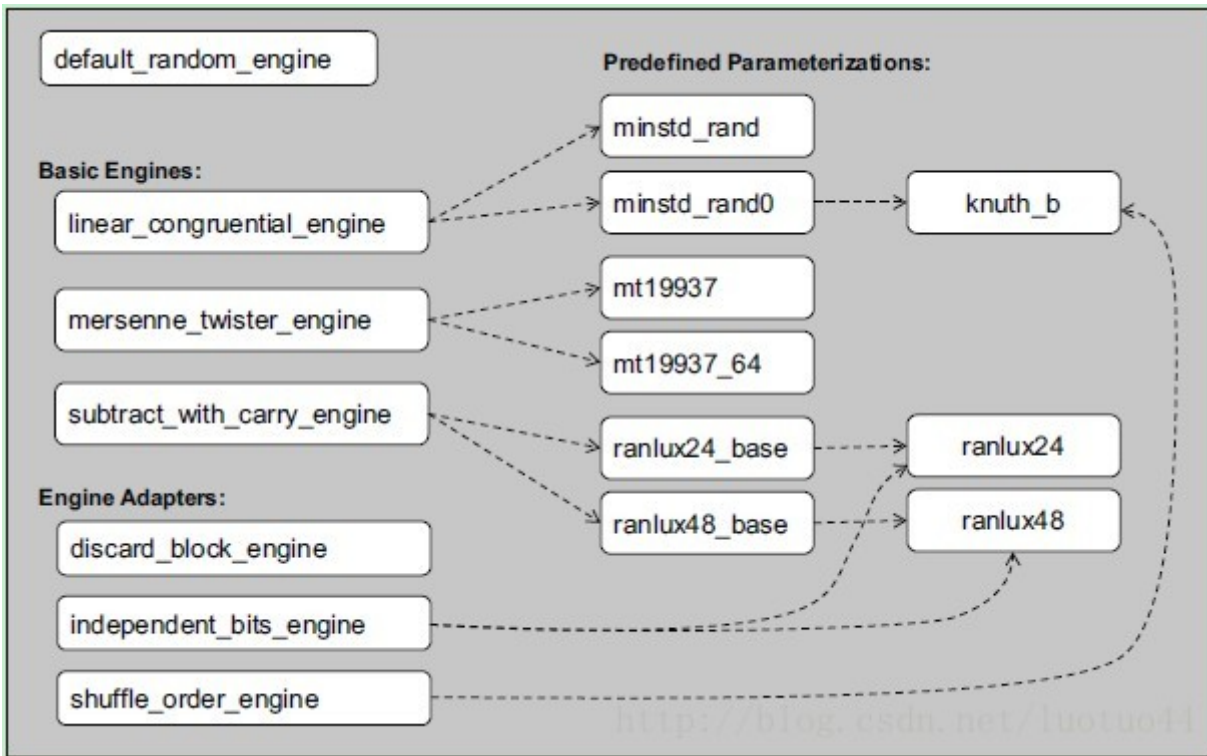 default_random_engine
Predefined Parameterizations:
minstd_rand
Basic Engines:
linear_congruential_engine
minstd_rand0
knuth_b
mersenne_twister_engine
mt19937
mt19937_64
subtract_with_carry_engine
ranlux24_base
ranlux24
Engine Adapters:
ranlux48_base
ranlux48
discard_block_engine
independent_bits_engine
shuffle_order_engine
http://blog.csdn.net/luotuo44